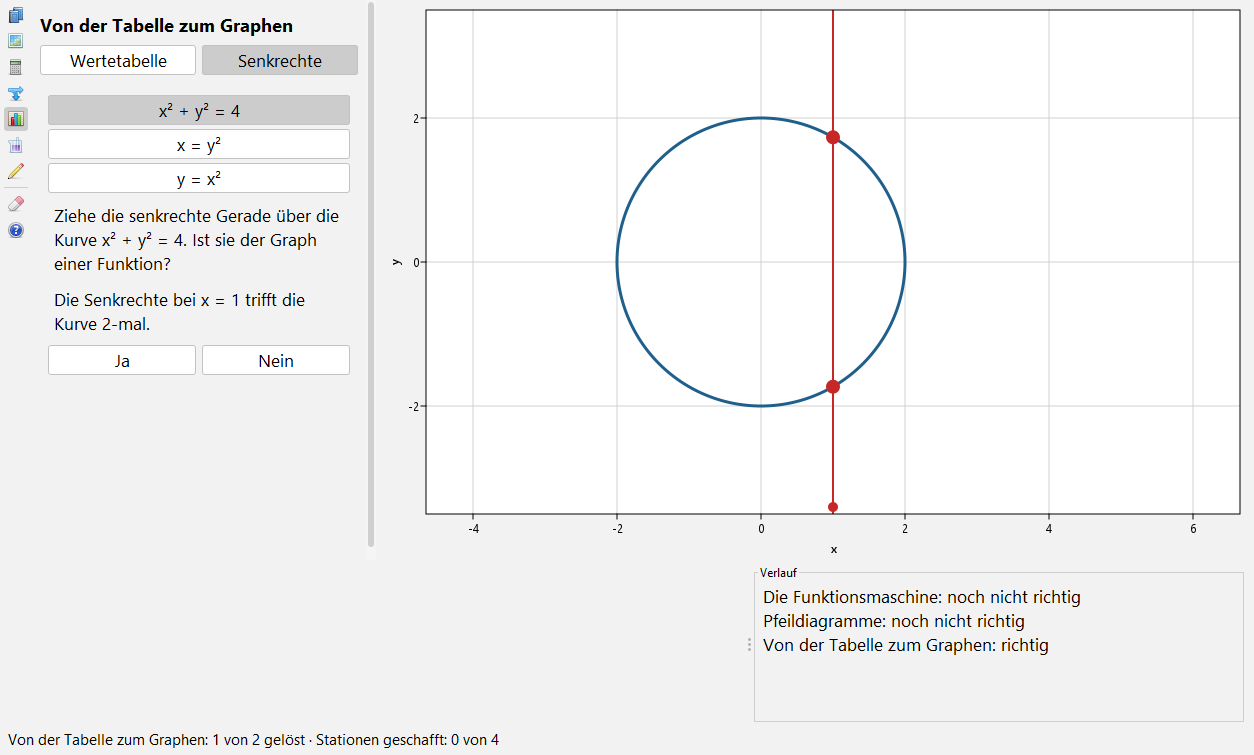 Von der Tabelle zum Graphen
Wertetabelle
Senkrechte
x² + y² = 4
x = y²
y = x²
Ziehe die senkrechte Gerade über die
Kurve x² + y² = 4. Ist sie der Graph
einer Funktion?
Die Senkrechte bei x = 1 trifft die
Kurve 2-mal.
Ja
Nein
2
0
-2
y
-4
-2
0
2
4
6
x
Verlauf
Die Funktionsmaschine: noch nicht richtig
Pfeildiagramme: noch nicht richtig
Von der Tabelle zum Graphen: richtig
Von der Tabelle zum Graphen: 1 von 2 gelöst · Stationen geschafft: 0 von 4